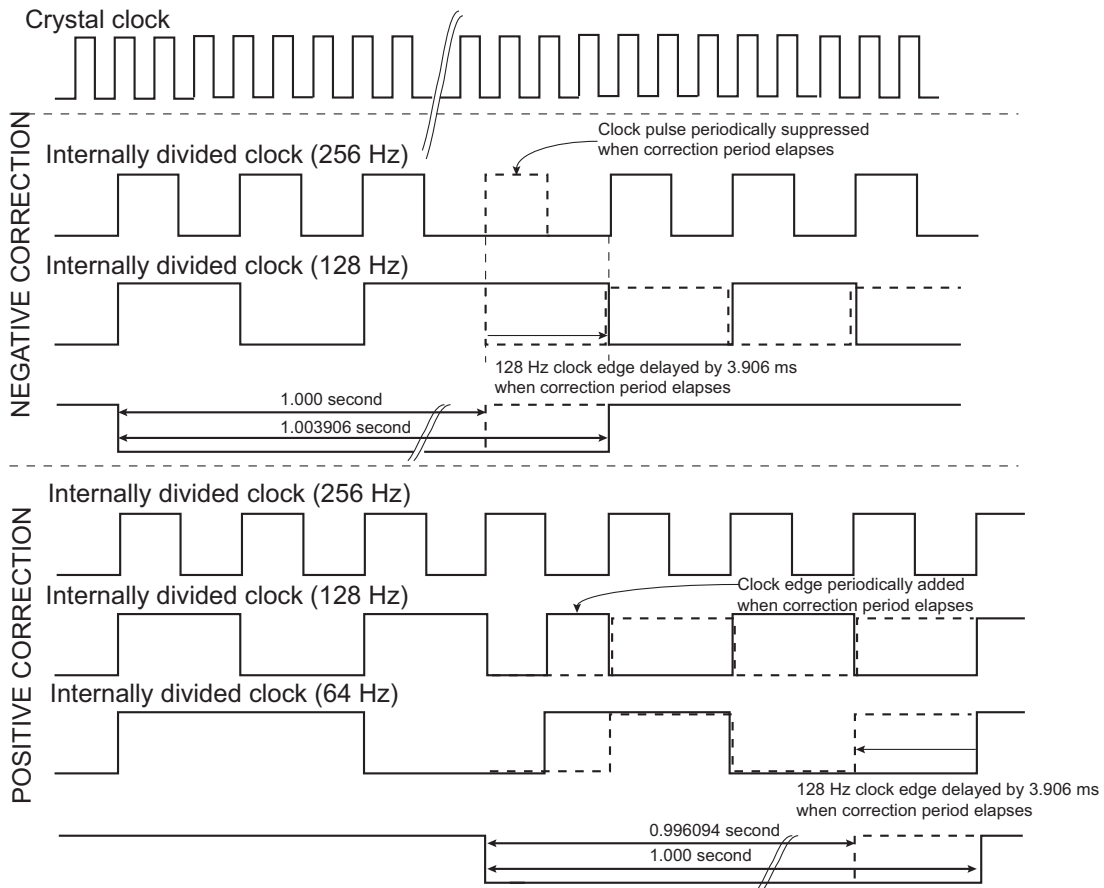 Crystal clock
NEGATIVE CORRECTION
Clock pulse periodically suppressed
when correction period elapses
Internally divided clock (256 Hz)
Internally divided clock (128 Hz)
128 Hz clock edge delayed by 3.906 ms
when correction period elapses
1.000 second
1.003906 second
POSITIVE CORRECTION
Internally divided clock (256 Hz)
Internally divided clock (128 Hz)
Clock edge periodically added
when correction period elapses
Internally divided clock (64 Hz)
128 Hz clock edge delayed by 3.906 ms
when correction period elapses
0.996094 second
1.000 second